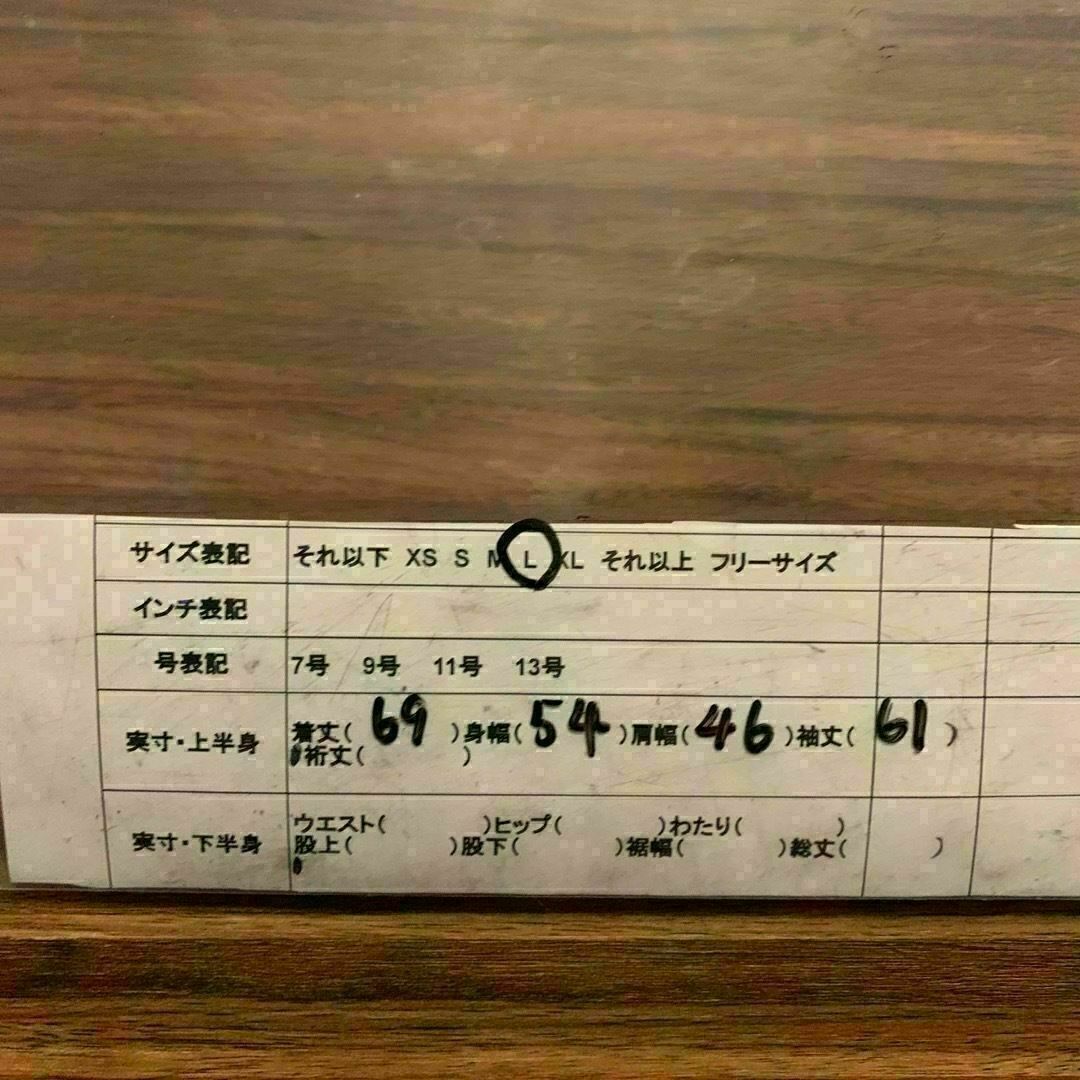 サイズ表記 それ以下 XS S M L XL それ以上 フリーサイズ
インチ表記
号表記 7号 9号 11号 13号
実寸・上半身 着丈( 69 )身幅( 54 )肩幅( 46 )袖丈( 61 )
裄丈( )
実寸・下半身 ウエスト( )ヒップ( )わたり( )
股上( )股下( )裾幅( )総丈( )